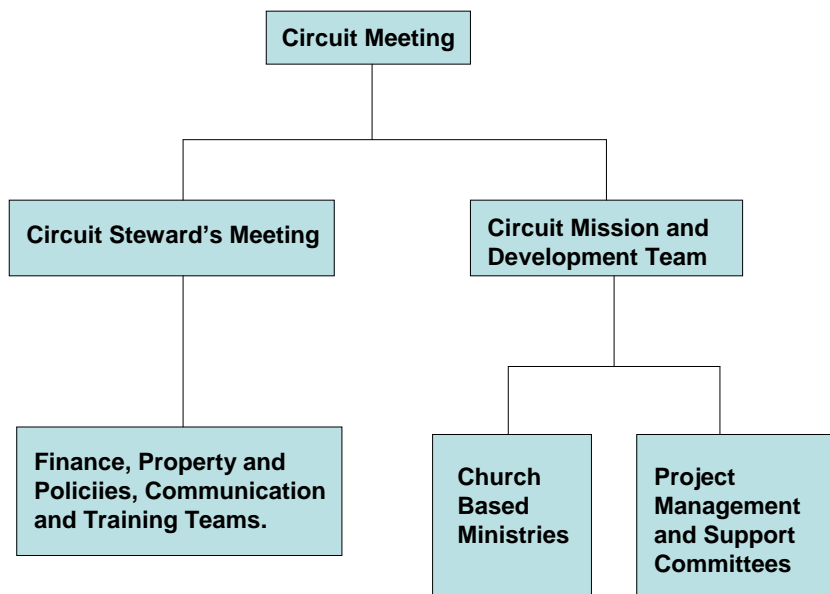 Circuit Meeting
Circuit Steward's Meeting
Circuit Mission and
Development Team
Finance, Property and
Policiies, Communication
and Training Teams.
Church
Based
Ministries
Project
Management
and Support
Committees